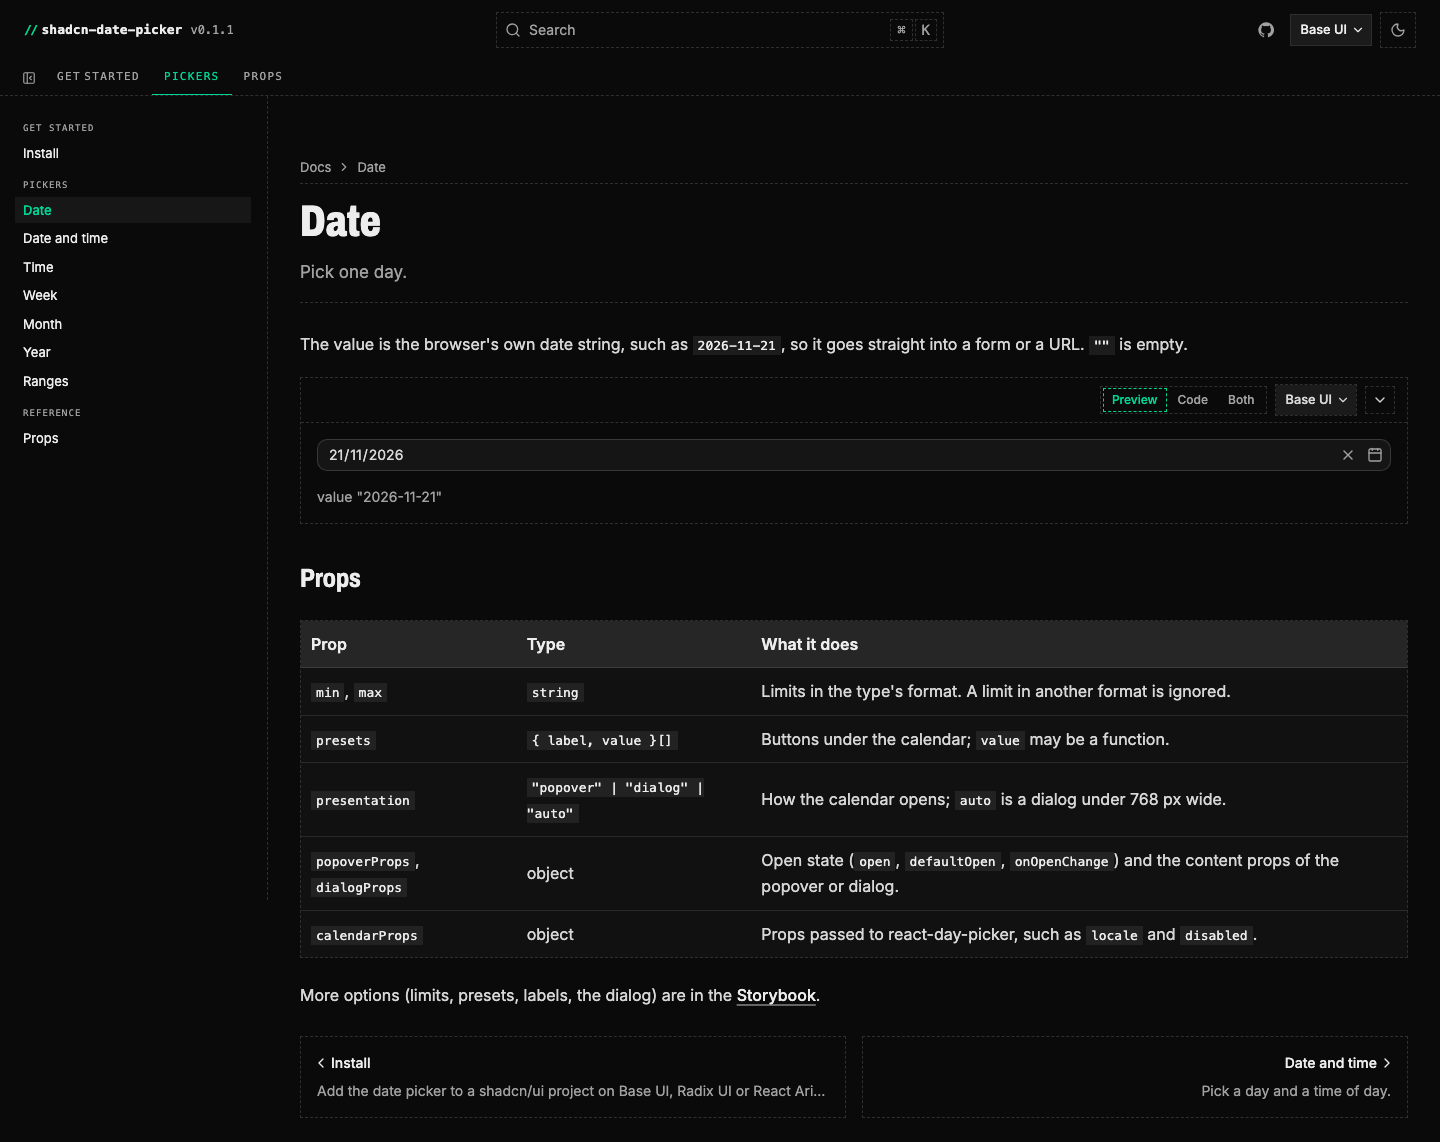 // shadcn-date-picker v0.1.1
Search
⌘ K
Base UI
GET STARTED
PICKERS
PROPS
GET STARTED
Install
PICKERS
Date
Date and time
Time
Week
Month
Year
Ranges
REFERENCE
Props
Docs > Date
Date
Pick one day.
The value is the browser's own date string, such as 2026-11-21, so it goes straight into a form or a URL. "" is empty.
Preview Code Both Base UI
21/11/2026
value "2026-11-21"
Props
Prop Type What it does
min, max string Limits in the type's format. A limit in another format is ignored.
presets { label, value }[] Buttons under the calendar; value may be a function.
presentation "popover" | "dialog" |
"auto" How the calendar opens; auto is a dialog under 768 px wide.
popoverProps,
dialogProps object Open state (open, defaultOpen, onOpenChange) and the content props of the
popover or dialog.
calendarProps object Props passed to react-day-picker, such as locale and disabled.
More options (limits, presets, labels, the dialog) are in the Storybook.
Install
Add the date picker to a shadcn/ui project on Base UI, Radix UI or React Ari...
Date and time
Pick a day and a time of day.